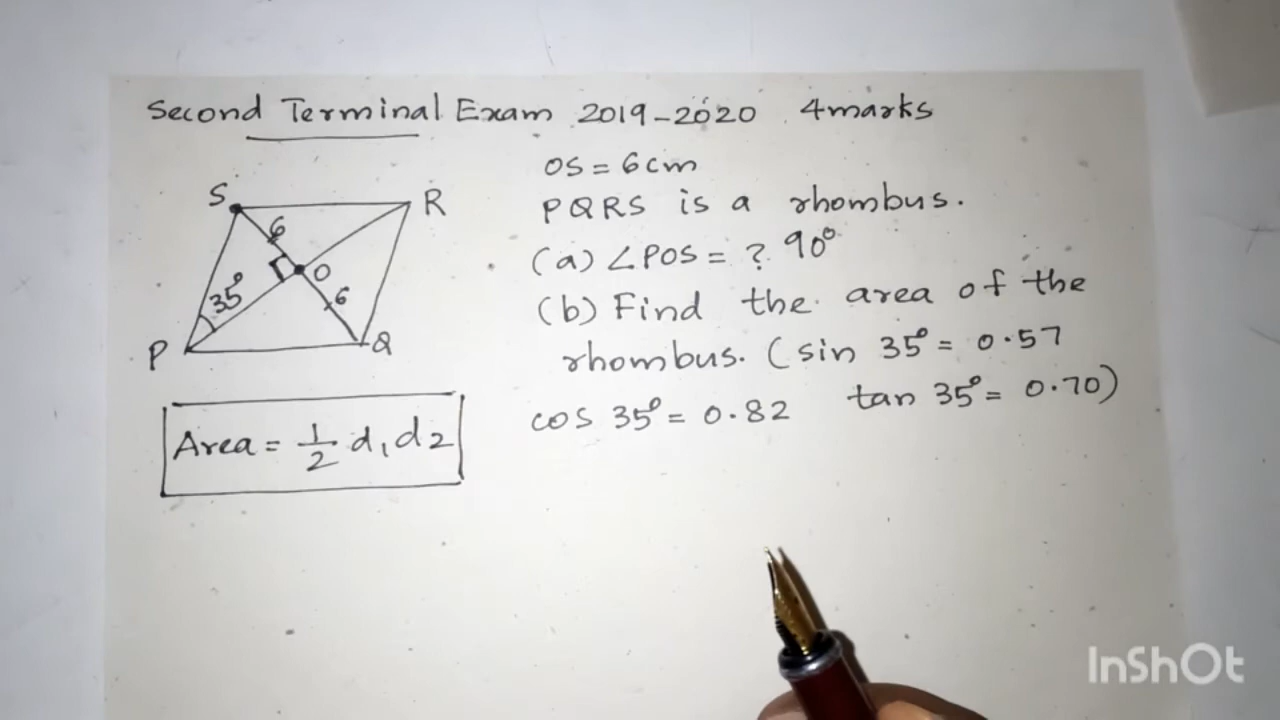 Second Terminal Exam 2019-2020 4marks
S
R
6
O
6
35°
P
Q
Area = 1/2 d₁d₂
OS = 6cm
PQRS is a rhombus.
(a) ∠POS = ? 90°
(b) Find the area of the
rhombus. (sin 35° = 0.57
cos 35° = 0.82 tan 35° = 0.70)
InShOt